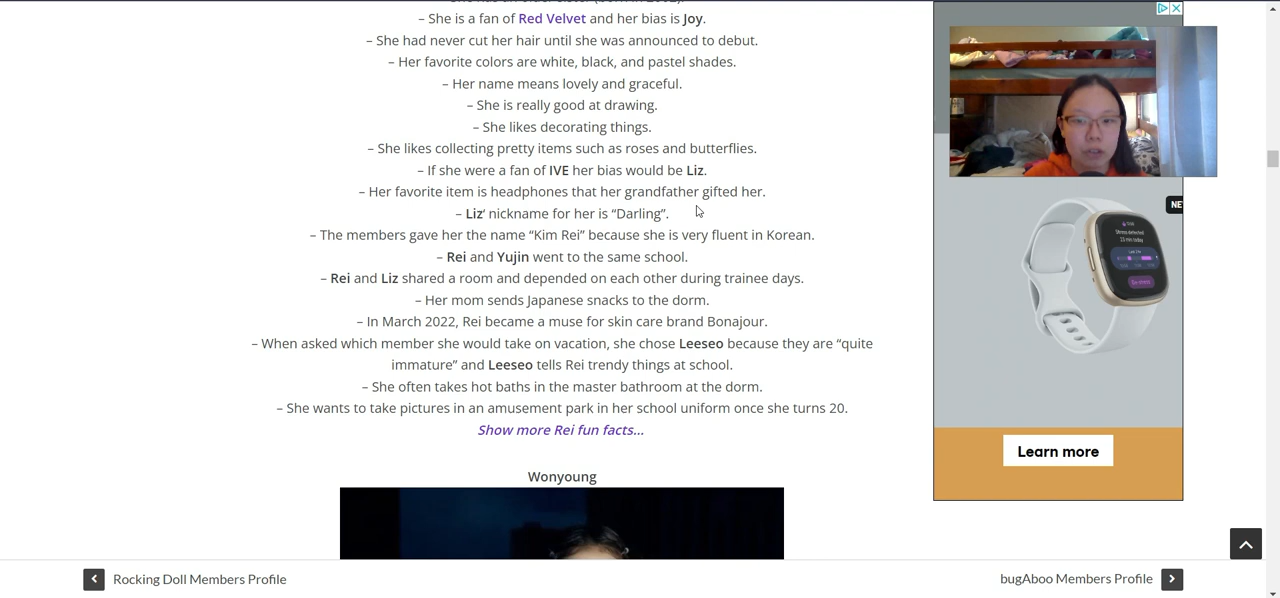 – She is a fan of Red Velvet and her bias is Joy.
– She had never cut her hair until she was announced to debut.
– Her favorite colors are white, black, and pastel shades.
– Her name means lovely and graceful.
– She is really good at drawing.
– She likes decorating things.
– She likes collecting pretty items such as roses and butterflies.
– If she were a fan of IVE her bias would be Liz.
– Her favorite item is headphones that her grandfather gifted her.
– Liz’ nickname for her is “Darling”.
– The members gave her the name “Kim Rei” because she is very fluent in Korean.
– Rei and Yujin went to the same school.
– Rei and Liz shared a room and depended on each other during trainee days.
– Her mom sends Japanese snacks to the dorm.
– In March 2022, Rei became a muse for skin care brand Bonajour.
– When asked which member she would take on vacation, she chose Leeseo because they are “quite
immature” and Leeseo tells Rei trendy things at school.
– She often takes hot baths in the master bathroom at the dorm.
– She wants to take pictures in an amusement park in her school uniform once she turns 20.
Show more Rei fun facts…
Wonyoung
NE
Learn more
Rocking Doll Members Profile
bugAboo Members Profile